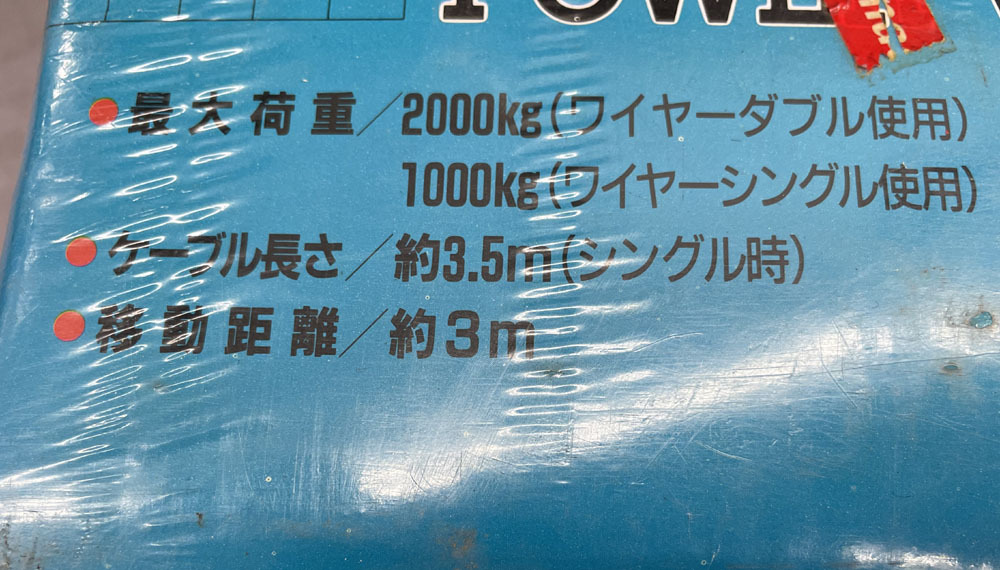 POWE
●最大荷重／2000kg(ワイヤーダブル使用)
1000kg(ワイヤーシングル使用)
●ケーブル長さ／約3.5m(シングル時)
●移動距離／約3m